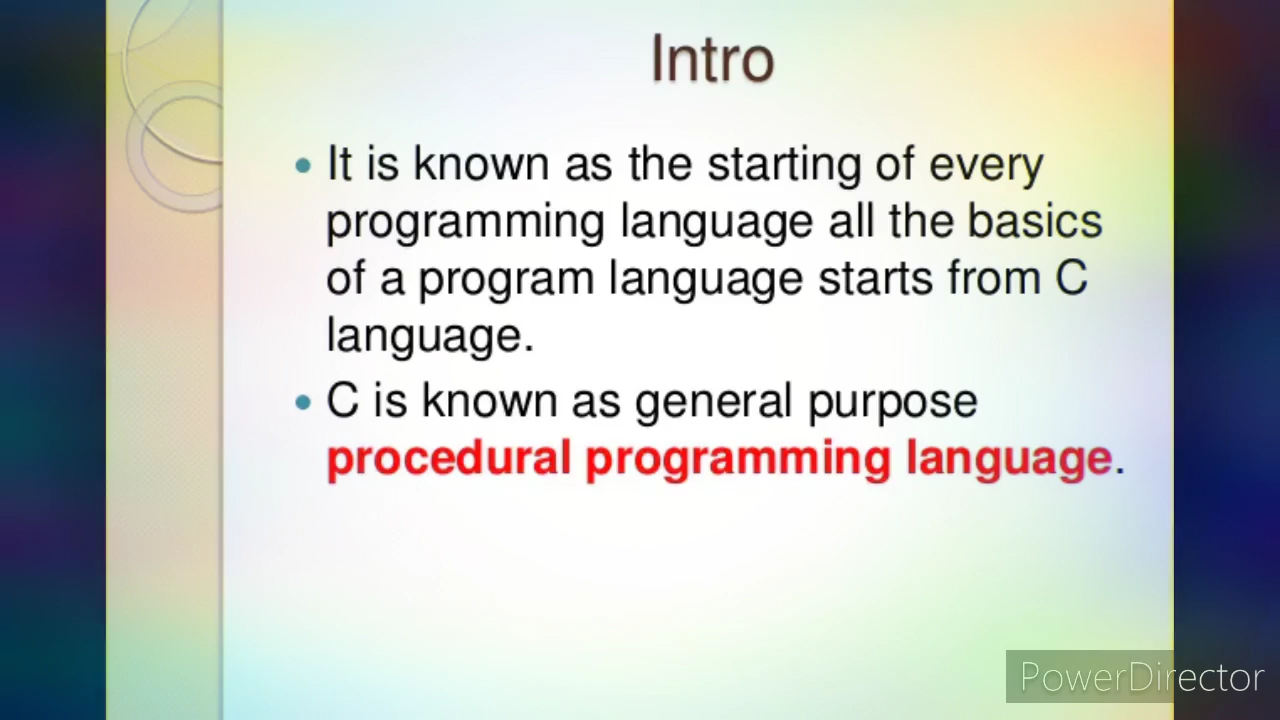 Intro
• It is known as the starting of every
programming language all the basics
of a program language starts from C
language.
• C is known as general purpose
procedural programming language.
PowerDirector